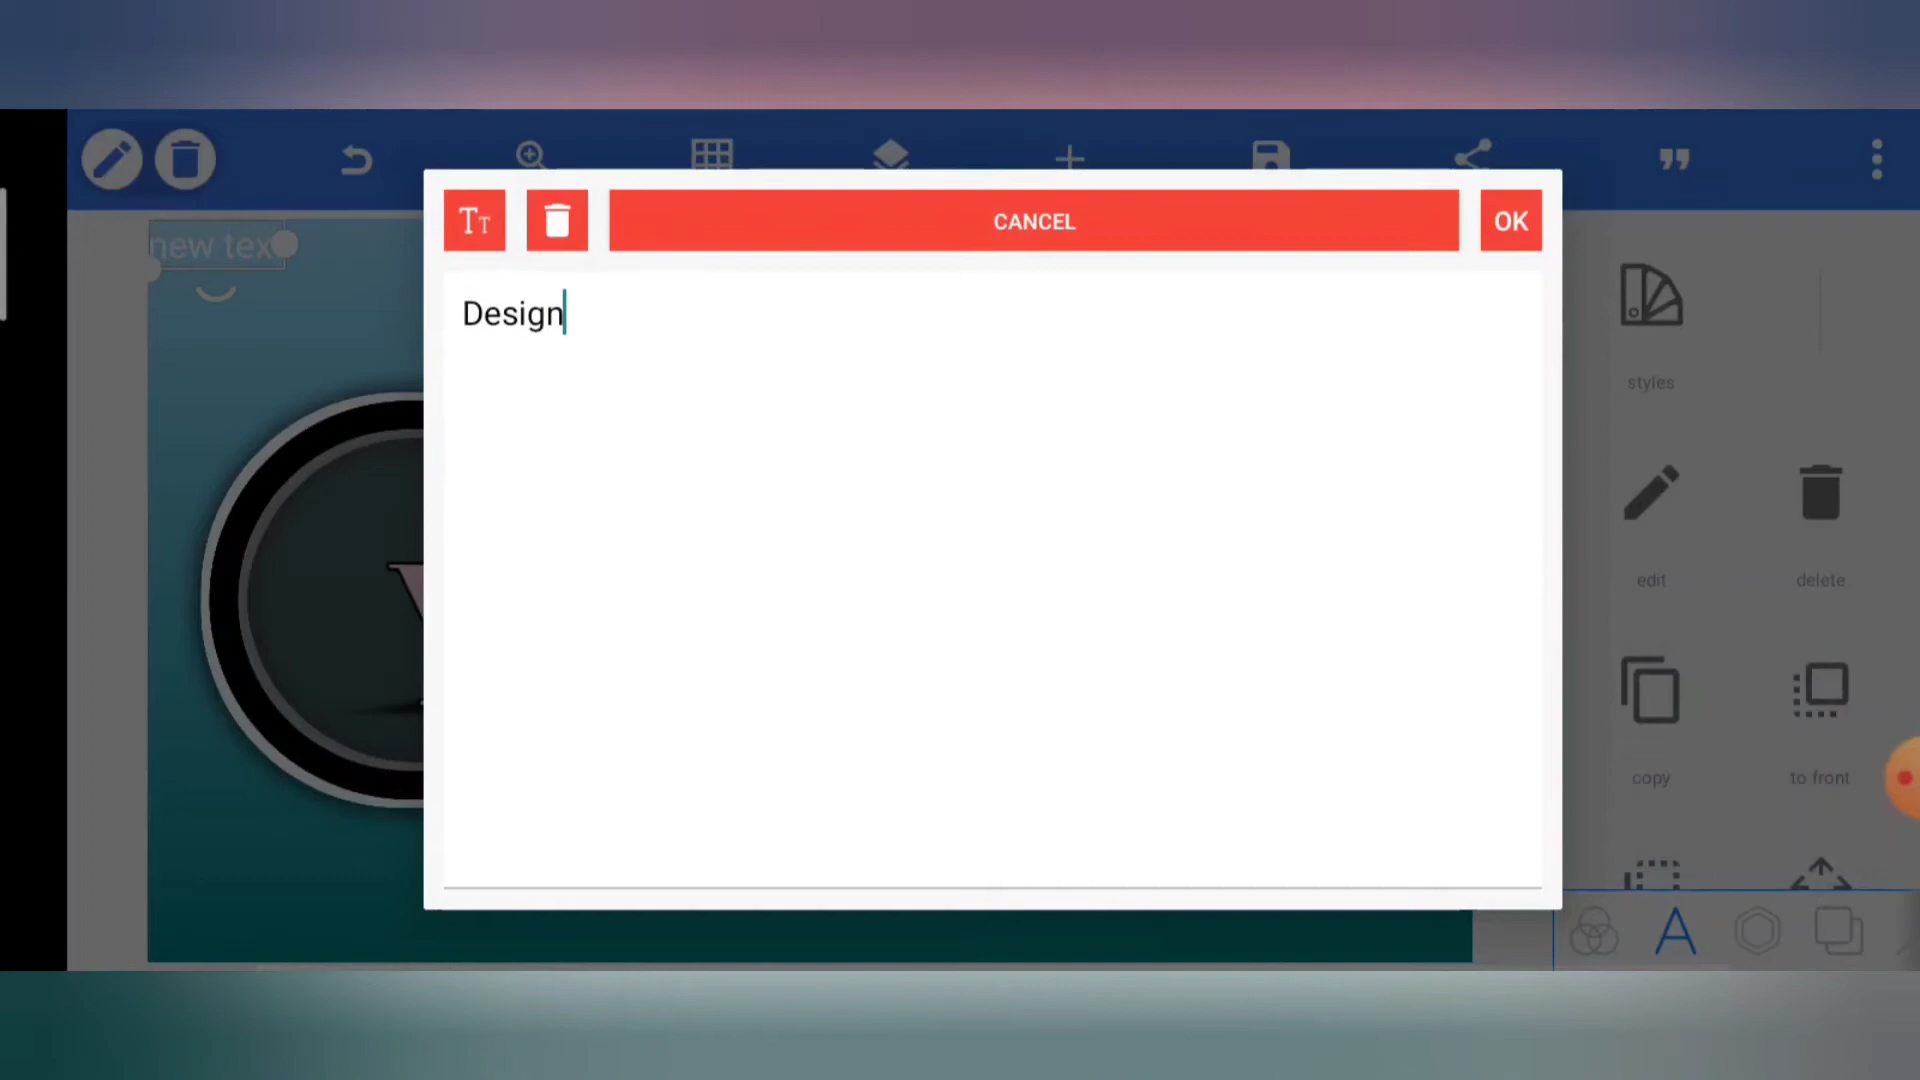 Tt
CANCEL
OK
new tex
Design
styles
edit
delete
copy
to front